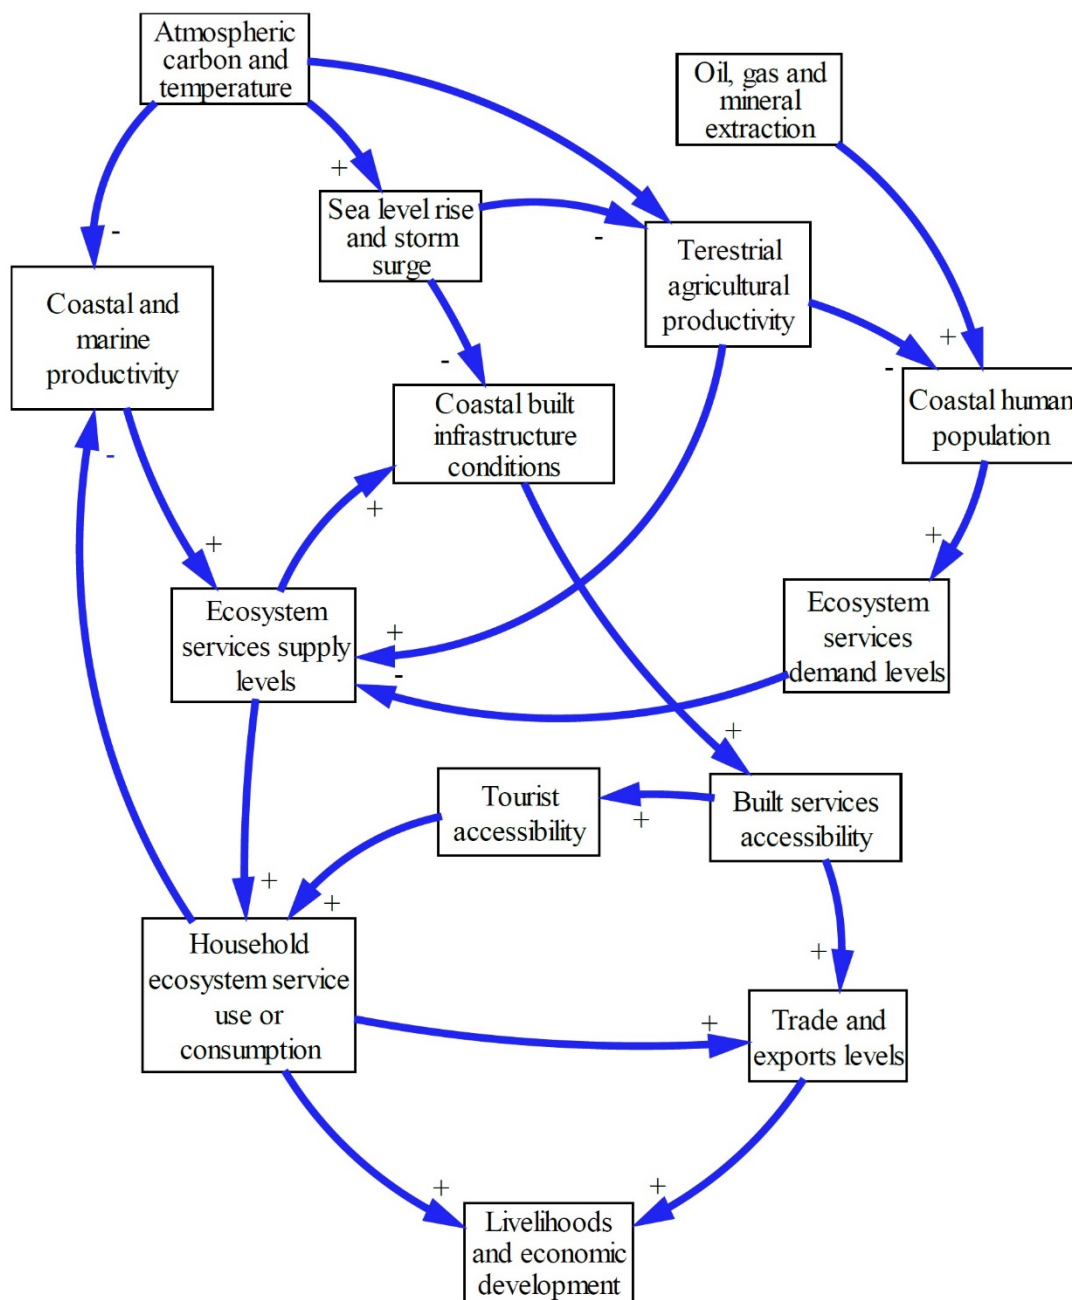 Atmospheric
carbon and
temperature
Oil, gas and
mineral
extraction
+
Sea level rise
and storm
surge
-
-
Terestrial
agricultural
productivity
Coastal and
marine
productivity
+
-
-
Coastal human
population
Coastal built
infrastructure
conditions
-
+
+
+
Ecosystem
services supply
levels
+
-
Ecosystem
services
demand levels
+
Tourist
accessibility
+
Built services
accessibility
+
+
Household
ecosystem service
use or
consumption
+
+
Trade and
exports levels
+
+
Livelihoods
and economic
development